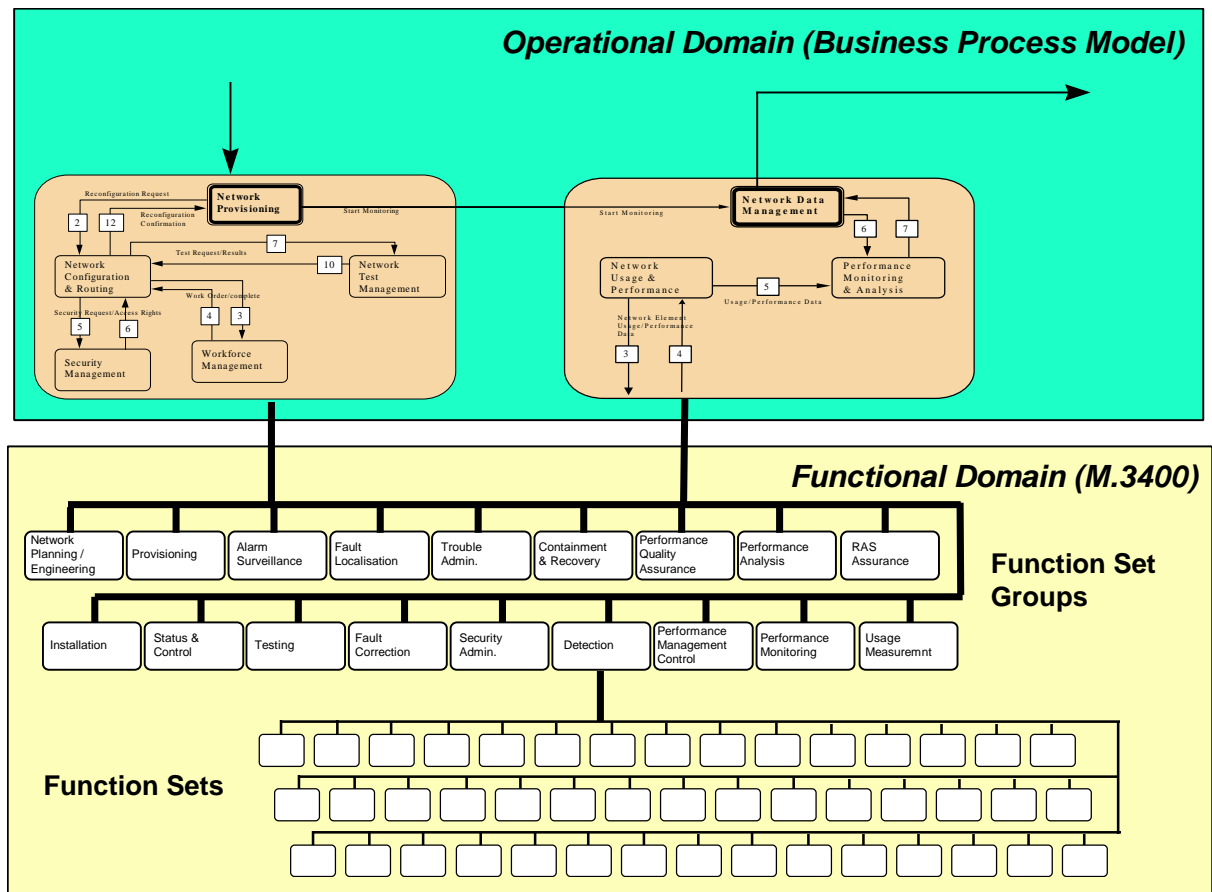 Operational Domain (Business Process Model)
Reconfiguration Request
Network
Provisioning
2
12
Reconfiguration
Confirmation
Start Monitoring
7
Test Request/Results
10
Network
Configuration
& Routing
Network
Test
Management
Work Order/complete
Security Request/Access Rights
5
6
4
3
Security
Management
Workforce
Management
Start Monitoring
Network Data
Management
6
7
Network
Usage &
Performance
5
Usage/Performance Data
Performance
Monitoring
& Analysis
Network Element
Usage/Performance
Data
3
4
Functional Domain (M.3400)
Network
Planning /
Engineering
Provisioning
Alarm
Surveillance
Fault
Localisation
Trouble
Admin.
Containment
& Recovery
Performance
Quality
Assurance
Performance
Analysis
RAS
Assurance
Function Set
Groups
Installation
Status &
Control
Testing
Fault
Correction
Security
Admin.
Detection
Performance
Management
Control
Performance
Monitoring
Usage
Measuremnt
Function Sets